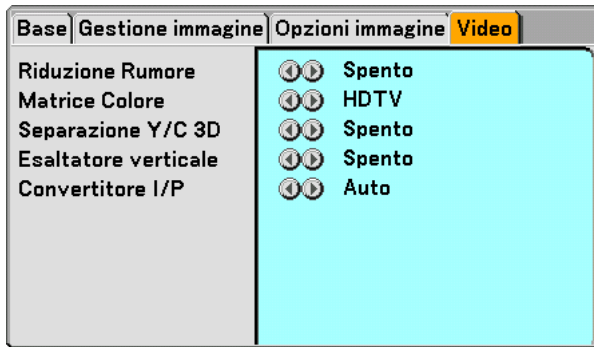 Base Gestione immagine Opzioni immagine Video
Riduzione Rumore Spento
Matrice Colore HDTV
Separazione Y/C 3D Spento
Esaltatore verticale Spento
Convertitore I/P Auto